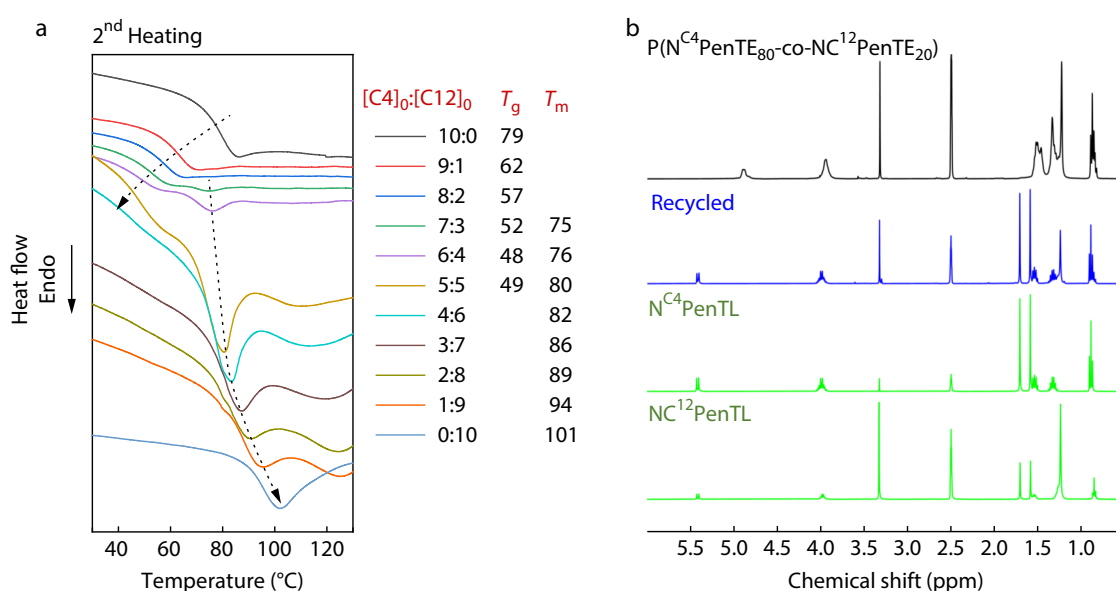 a
2nd Heating
[C4]0:[C12]0 Tg Tm
10:0 79
9:1 62
8:2 57
7:3 52 75
6:4 48 76
5:5 49 80
4:6 82
3:7 86
2:8 89
1:9 94
0:10 101
Heat flow
Endo
40 60 80 100 120
Temperature (°C)
b
P(NC4PenTE80-co-NC12PenTE20)
Recycled
NC4PenTL
NC12PenTL
5.5 5.0 4.5 4.0 3.5 3.0 2.5 2.0 1.5 1.0
Chemical shift (ppm)